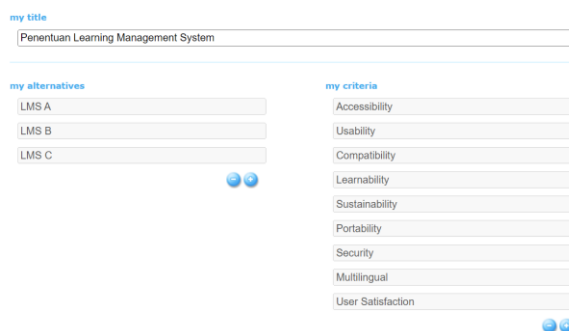 my title
Penentuan Learning Management System
my alternatives
LMS A
LMS B
LMS C
my criteria
Accessibility
Usability
Compatibility
Learnability
Sustainability
Portability
Security
Multilingual
User Satisfaction